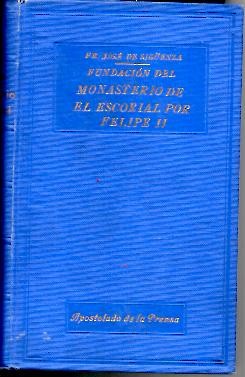 FR. JOSÉ DE SIGÜENZA
FUNDACIÓN DEL
MONASTERIO DE
EL ESCORIAL POR
FELIPE II
Apostolado de la Prensa